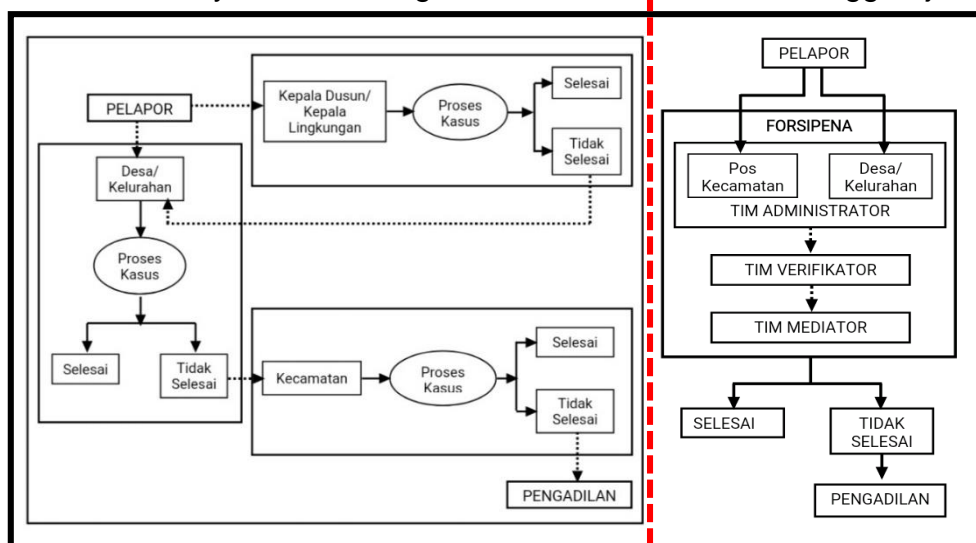 PELAPOR
Kepala Dusun/
Kepala
Lingkungan
Proses
Kasus
Selesai
Tidak
Selesai
Desa/
Kelurahan
Proses
Kasus
Selesai
Tidak
Selesai
Kecamatan
Proses
Kasus
Selesai
Tidak
Selesai
PENGADILAN
PELAPOR
FORSIPENA
Pos
Kecamatan
Desa/
Kelurahan
TIM ADMINISTRATOR
TIM VERIFIKATOR
TIM MEDIATOR
SELESAI
TIDAK
SELESAI
PENGADILAN